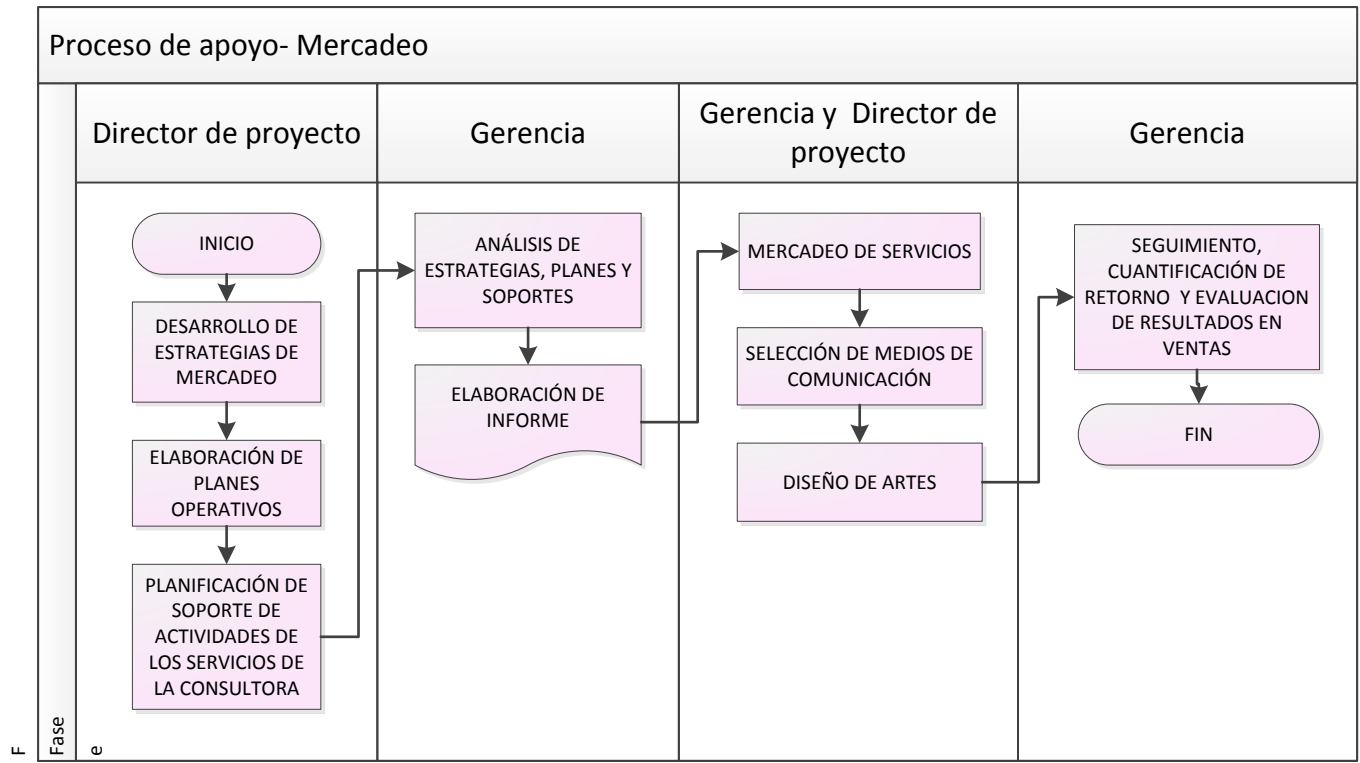 Proceso de apoyo- Mercadeo
Director de proyecto
Gerencia
Gerencia y Director de
proyecto
Gerencia
INICIO
DESARROLLO DE
ESTRATEGIAS DE
MERCADEO
ELABORACIÓN DE
PLANES
OPERATIVOS
PLANIFICACIÓN DE
SOPORTE DE
ACTIVIDADES DE
LOS SERVICIOS DE
LA CONSULTORA
ANÁLISIS DE
ESTRATEGIAS, PLANES Y
SOPORTES
ELABORACIÓN DE
INFORME
MERCADEO DE SERVICIOS
SELECCIÓN DE MEDIOS DE
COMUNICACIÓN
DISEÑO DE ARTES
SEGUIMIENTO,
CUANTIFICACIÓN DE
RETORNO Y EVALUACION
DE RESULTADOS EN
VENTAS
FIN
F
Fase
e